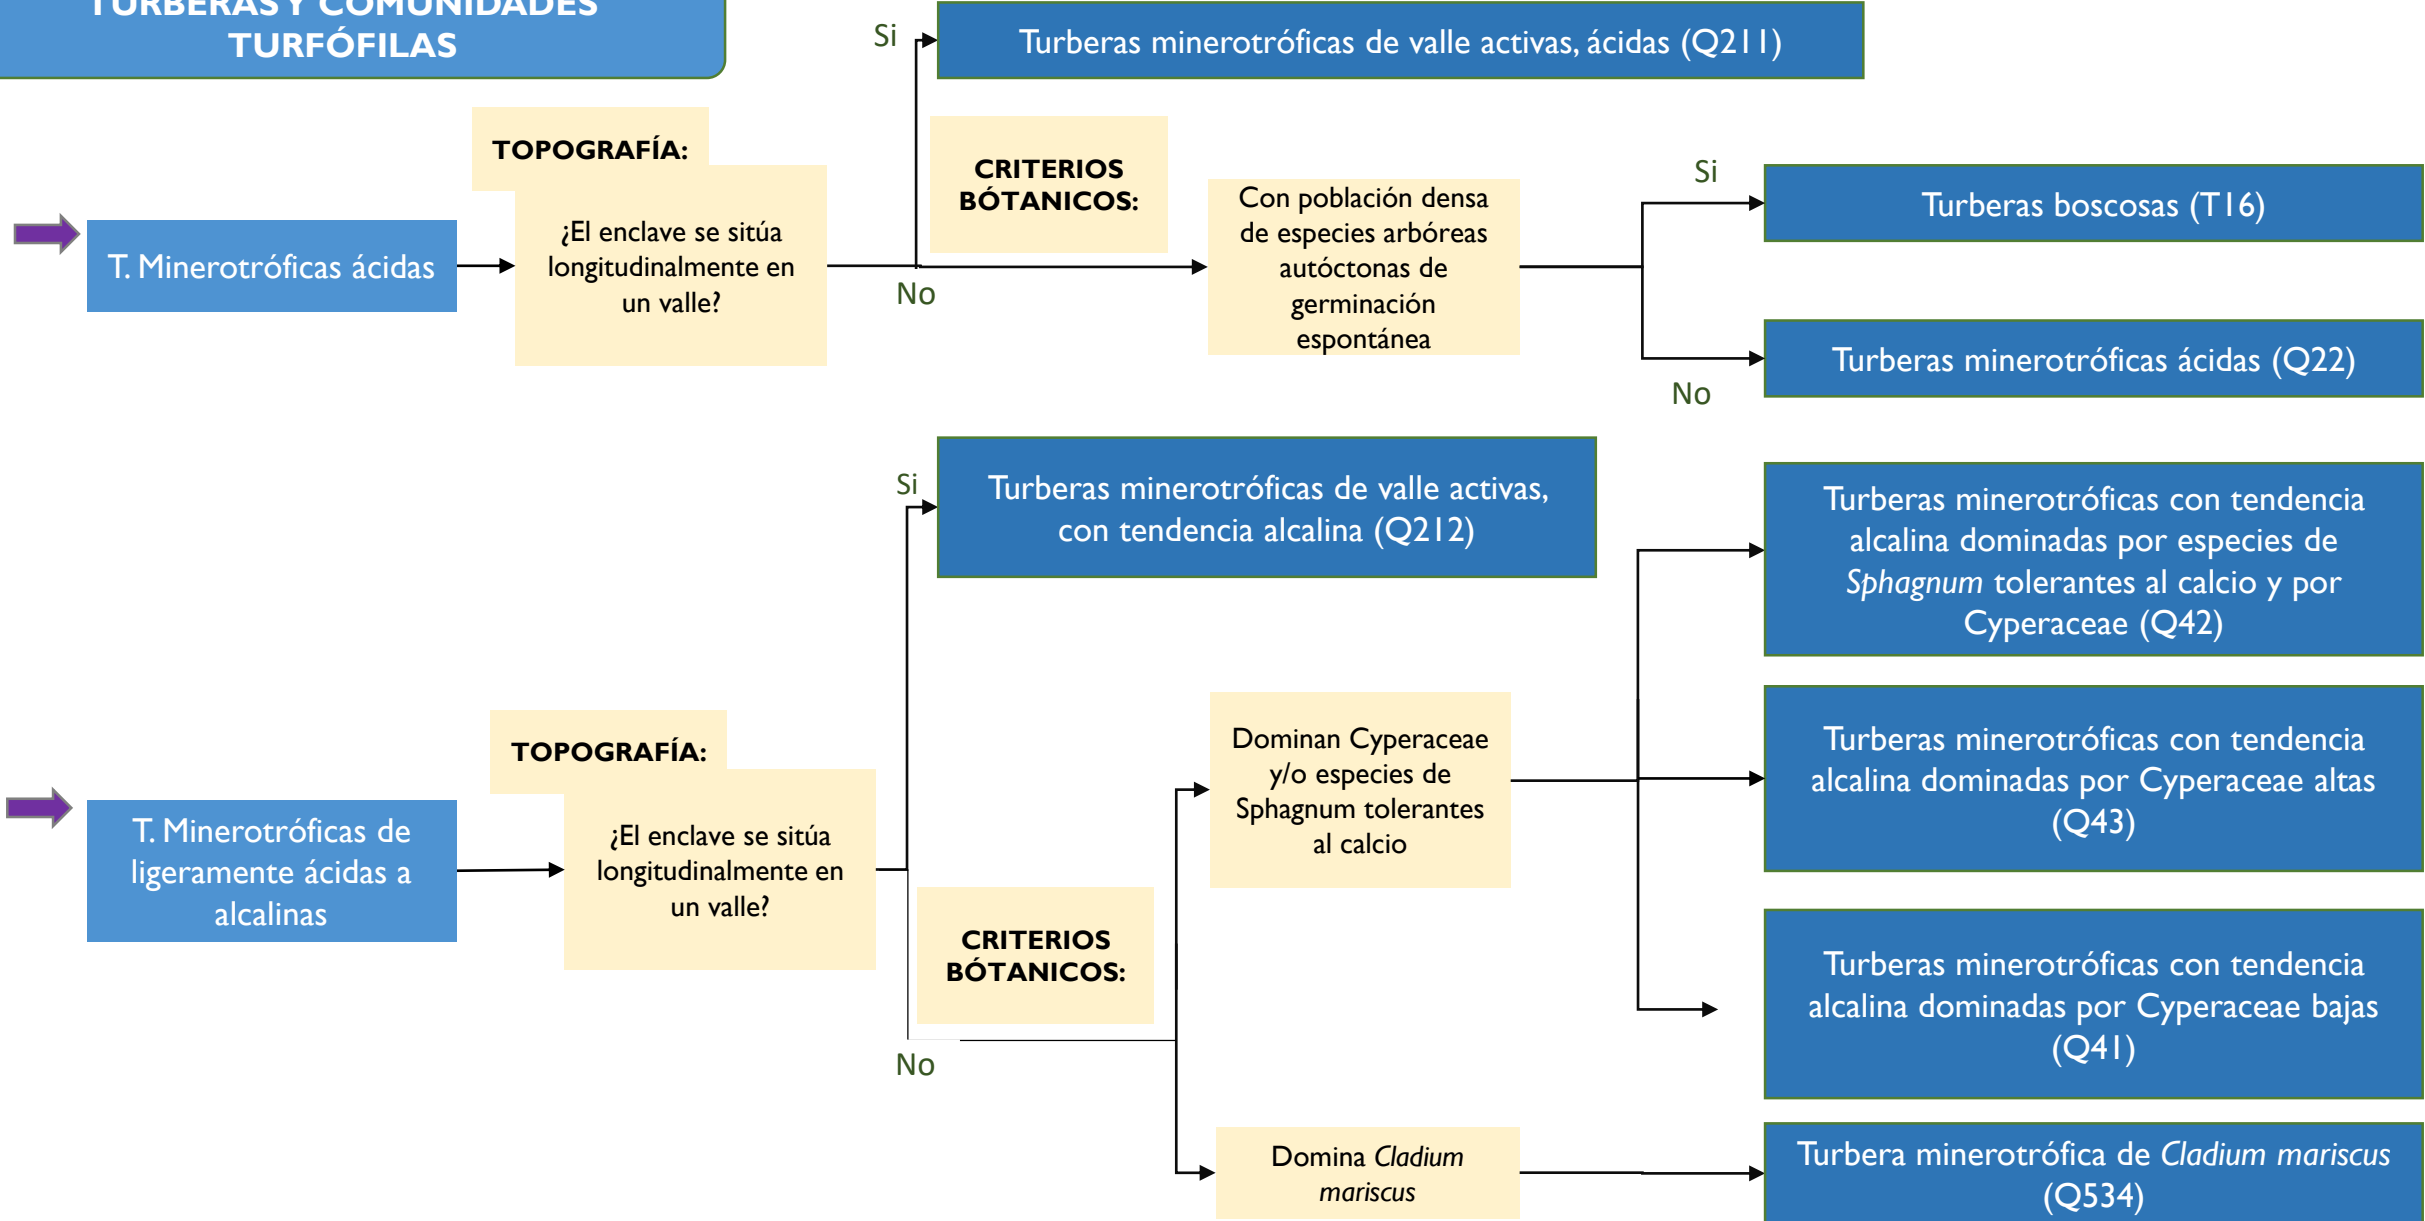 TURBERAS Y COMUNIDADES
TURFÓFILAS
Si
Turberas minerotróficas de valle activas, ácidas (Q211)
TOPOGRAFÍA:
CRITERIOS
BÓTANICOS:
T. Minerotróficas ácidas
¿El enclave se sitúa
longitudinalmente en
un valle?
No
Con población densa
de especies arbóreas
autóctonas de
germinación
espontánea
Si
Turberas boscosas (T16)
Turberas minerotróficas ácidas (Q22)
No
Si
Turberas minerotróficas de valle activas,
con tendencia alcalina (Q212)
Turberas minerotróficas con tendencia
alcalina dominadas por especies de
Sphagnum tolerantes al calcio y por
Cyperaceae (Q42)
TOPOGRAFÍA:
T. Minerotróficas de
ligeramente ácidas a
alcalinas
¿El enclave se sitúa
longitudinalmente en
un valle?
Dominan Cyperaceae
y/o especies de
Sphagnum tolerantes
al calcio
Turberas minerotróficas con tendencia
alcalina dominadas por Cyperaceae altas
(Q43)
CRITERIOS
BÓTANICOS:
No
Turberas minerotróficas con tendencia
alcalina dominadas por Cyperaceae bajas
(Q41)
Domina Cladium
mariscus
Turbera minerotrófica de Cladium mariscus
(Q534)